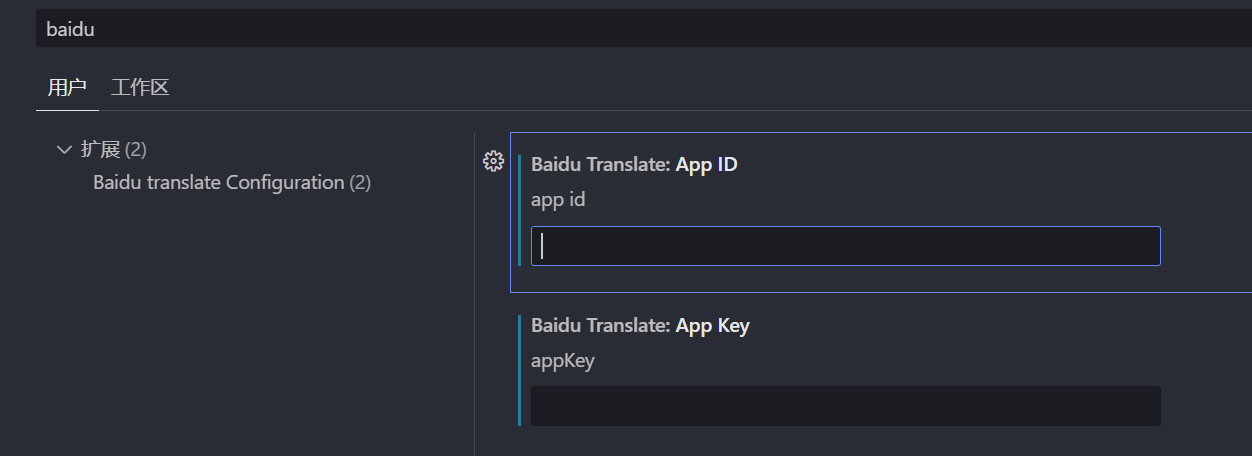 baidu
用户 工作区
扩展 (2)
Baidu translate Configuration (2)
Baidu Translate: App ID
app id
Baidu Translate: App Key
appKey